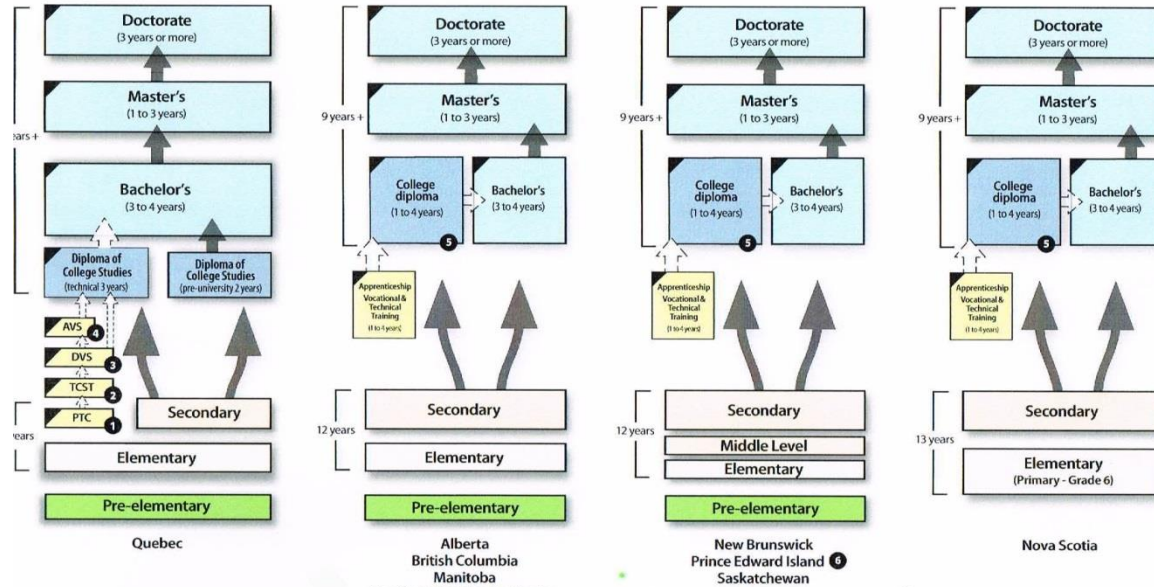 Doctorate
(3 years or more)
Master's
(1 to 3 years)
ears +
Bachelor's
(3 to 4 years)
Diploma of
College Studies
(technical 3 years)
Diploma of
College Studies
(pre-university 2 years)
AVS
4
DVS
3
TCST
2
PTC
1
Secondary
ears
Elementary
Pre-elementary
Quebec
Doctorate
(3 years or more)
Master's
(1 to 3 years)
9 years +
College
diploma
(1 to 4 years)
5
Bachelor's
(3 to 4 years)
Apprenticeship
Vocational &
Technical
Training
(1 to 4 years)
Secondary
12 years
Elementary
Pre-elementary
Alberta
British Columbia
Manitoba
Doctorate
(3 years or more)
Master's
(1 to 3 years)
9 years +
College
diploma
(1 to 4 years)
5
Bachelor's
(3 to 4 years)
Apprenticeship
Vocational &
Technical
Training
(1 to 4 years)
Secondary
12 years
Middle Level
Elementary
Pre-elementary
New Brunswick
Prince Edward Island 6
Saskatchewan
Doctorate
(3 years or more)
Master's
(1 to 3 years)
9 years +
College
diploma
(1 to 4 years)
5
Bachelor's
(3 to 4 years)
Apprenticeship
Vocational &
Technical
Training
(1 to 4 years)
Secondary
13 years
Elementary
(Primary - Grade 6)
Nova Scotia